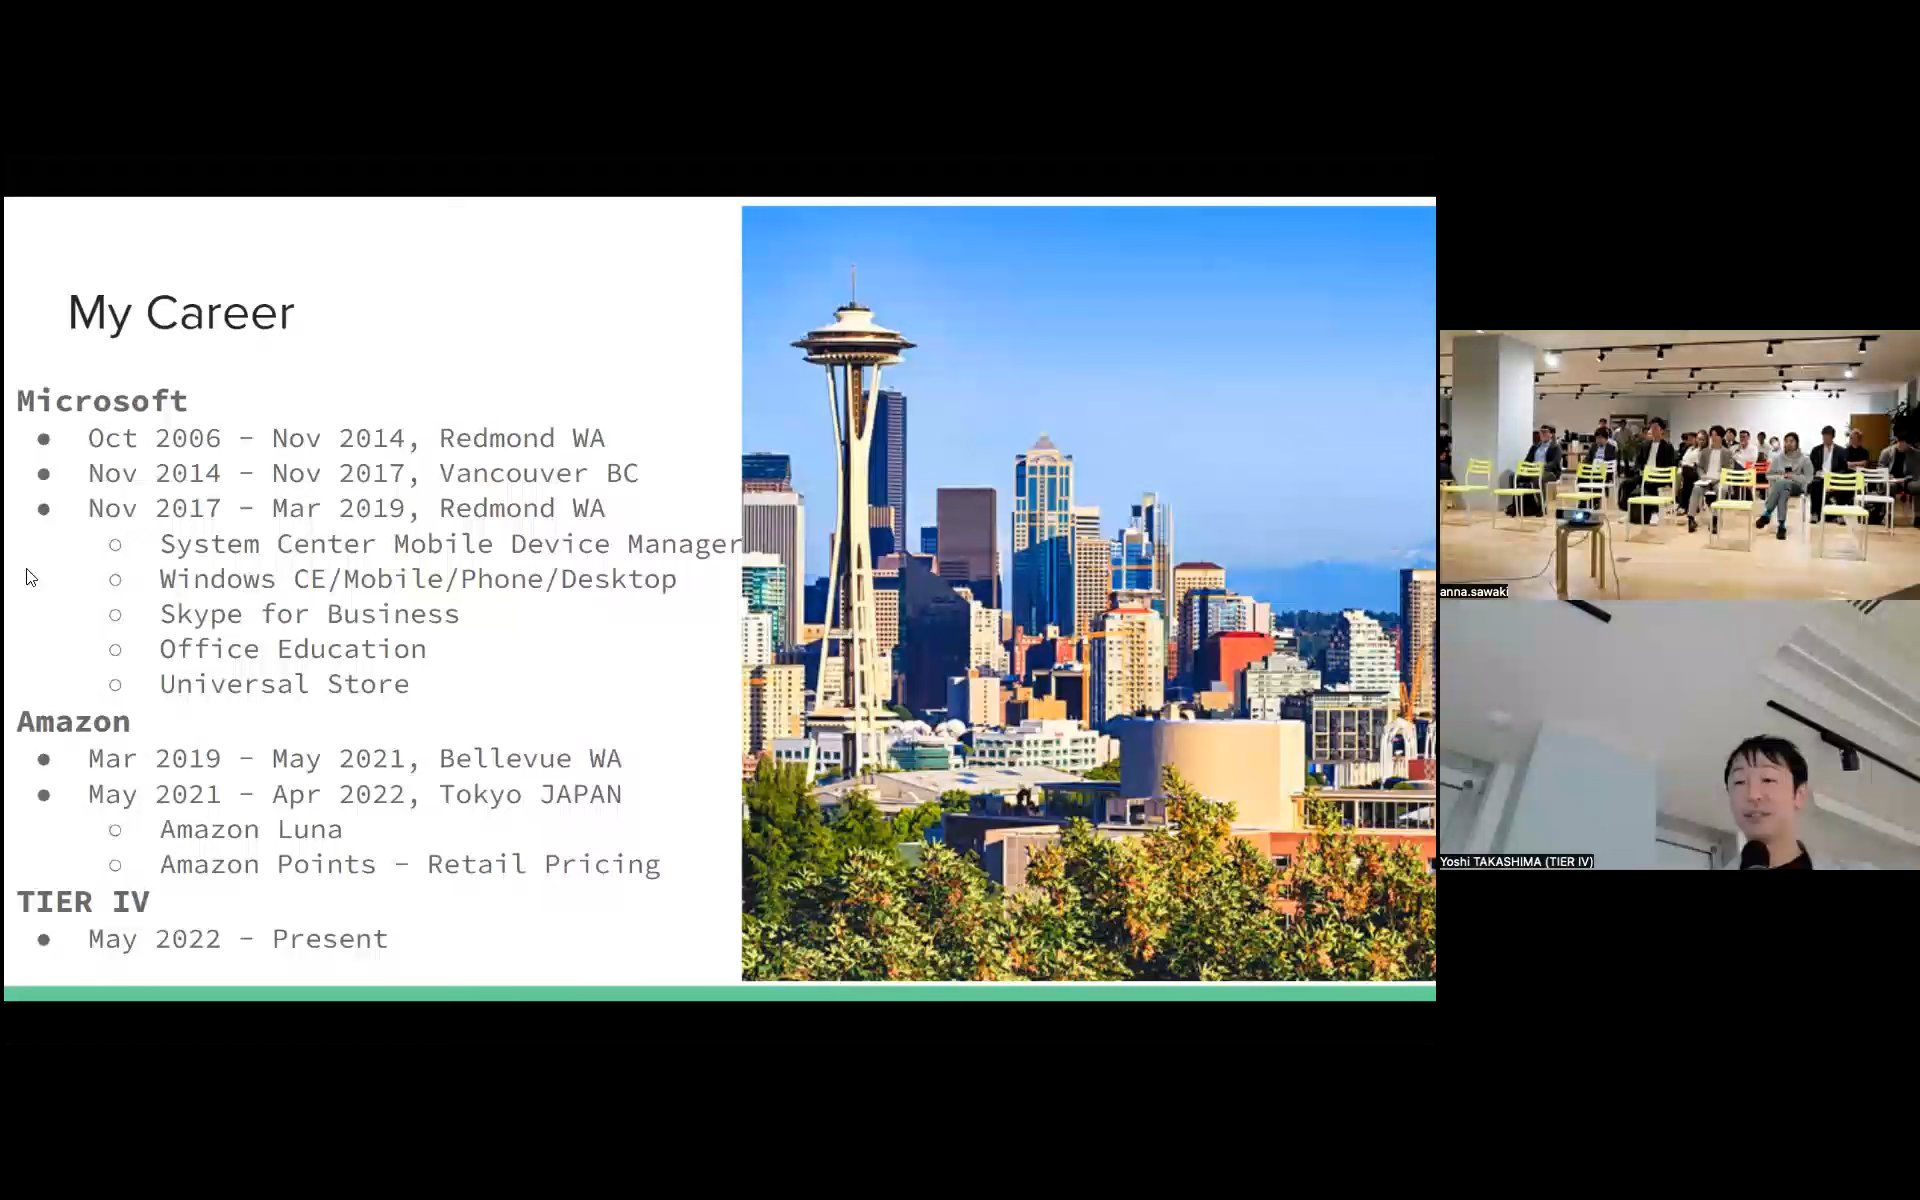 My Career
Microsoft
● Oct 2006 - Nov 2014, Redmond WA
● Nov 2014 - Nov 2017, Vancouver BC
● Nov 2017 - Mar 2019, Redmond WA
○ System Center Mobile Device Manager
○ Windows CE/Mobile/Phone/Desktop
○ Skype for Business
○ Office Education
○ Universal Store
Amazon
● Mar 2019 - May 2021, Bellevue WA
● May 2021 - Apr 2022, Tokyo JAPAN
○ Amazon Luna
○ Amazon Points - Retail Pricing
TIER IV
● May 2022 - Present
anna.sawaki
Yoshi TAKASHIMA (TIER IV)